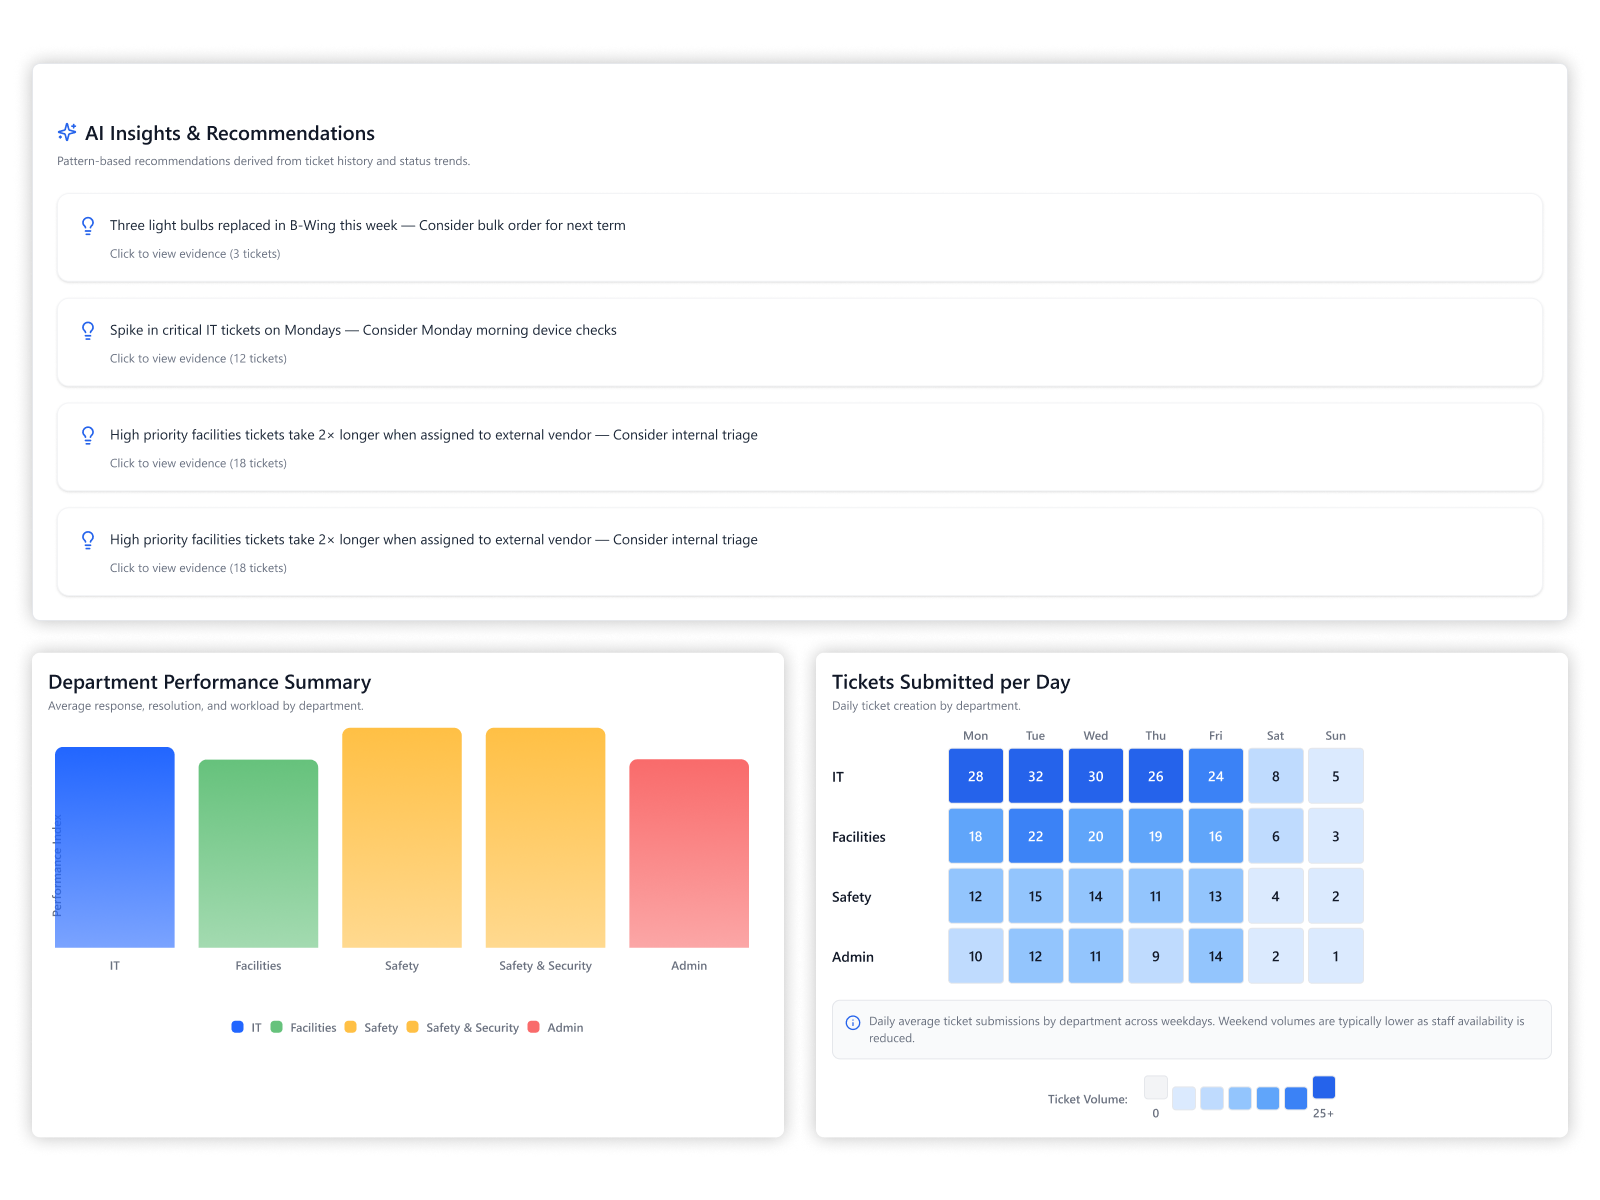 AI Insights & Recommendations
Pattern-based recommendations derived from ticket history and status trends.
Three light bulbs replaced in B-Wing this week — Consider bulk order for next term
Click to view evidence (3 tickets)
Spike in critical IT tickets on Mondays — Consider Monday morning device checks
Click to view evidence (12 tickets)
High priority facilities tickets take 2× longer when assigned to external vendor — Consider internal triage
Click to view evidence (18 tickets)
High priority facilities tickets take 2× longer when assigned to external vendor — Consider internal triage
Click to view evidence (18 tickets)
Department Performance Summary
Average response, resolution, and workload by department.
Performance Index
IT Facilities Safety Safety & Security Admin
IT Facilities Safety Safety & Security Admin
Tickets Submitted per Day
Daily ticket creation by department.
Mon Tue Wed Thu Fri Sat Sun
IT 28 32 30 26 24 8 5
Facilities 18 22 20 19 16 6 3
Safety 12 15 14 11 13 4 2
Admin 10 12 11 9 14 2 1
Daily average ticket submissions by department across weekdays. Weekend volumes are typically lower as staff availability is
reduced.
Ticket Volume:
0 25+